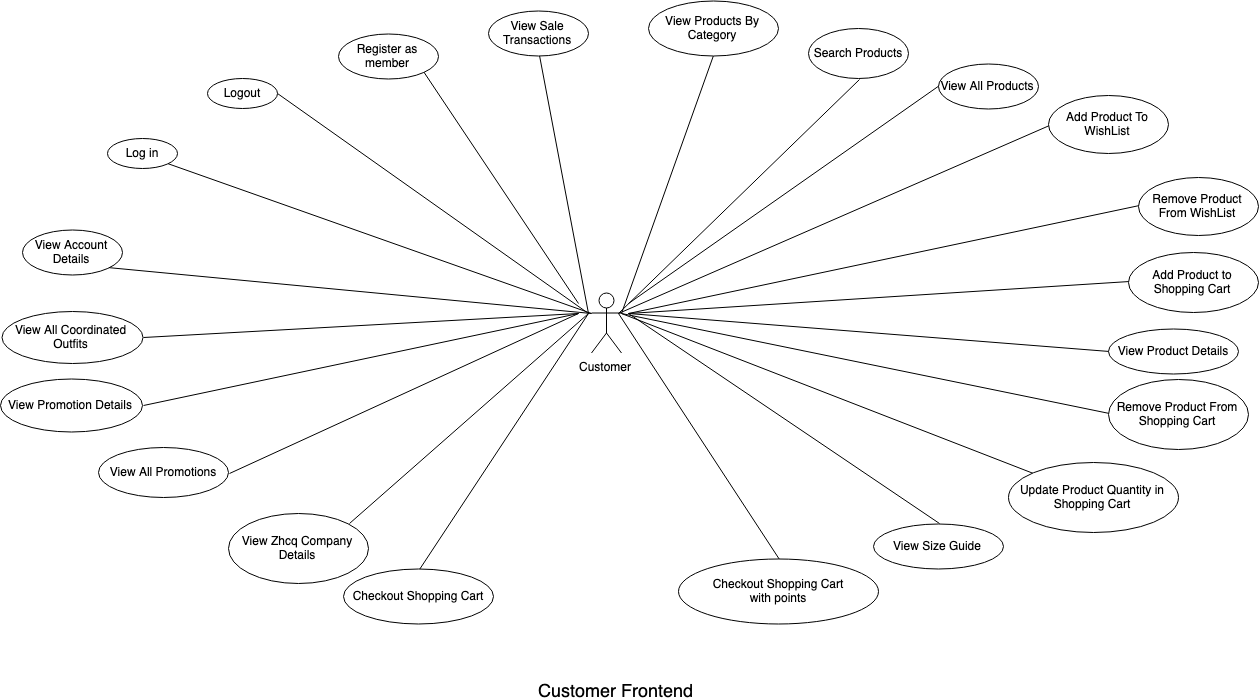 View Sale
Transactions
View Products By
Category
Register as
member
Search Products
View All Products
Logout
Add Product To
WishList
Log in
Remove Product
From WishList
View Account
Details
Add Product to
Shopping Cart
View All Coordinated
Outfits
View Product Details
Customer
View Promotion Details
Remove Product From
Shopping Cart
View All Promotions
Update Product Quantity in
Shopping Cart
View Zhcq Company
Details
View Size Guide
Checkout Shopping Cart
Checkout Shopping Cart
with points
Customer Frontend